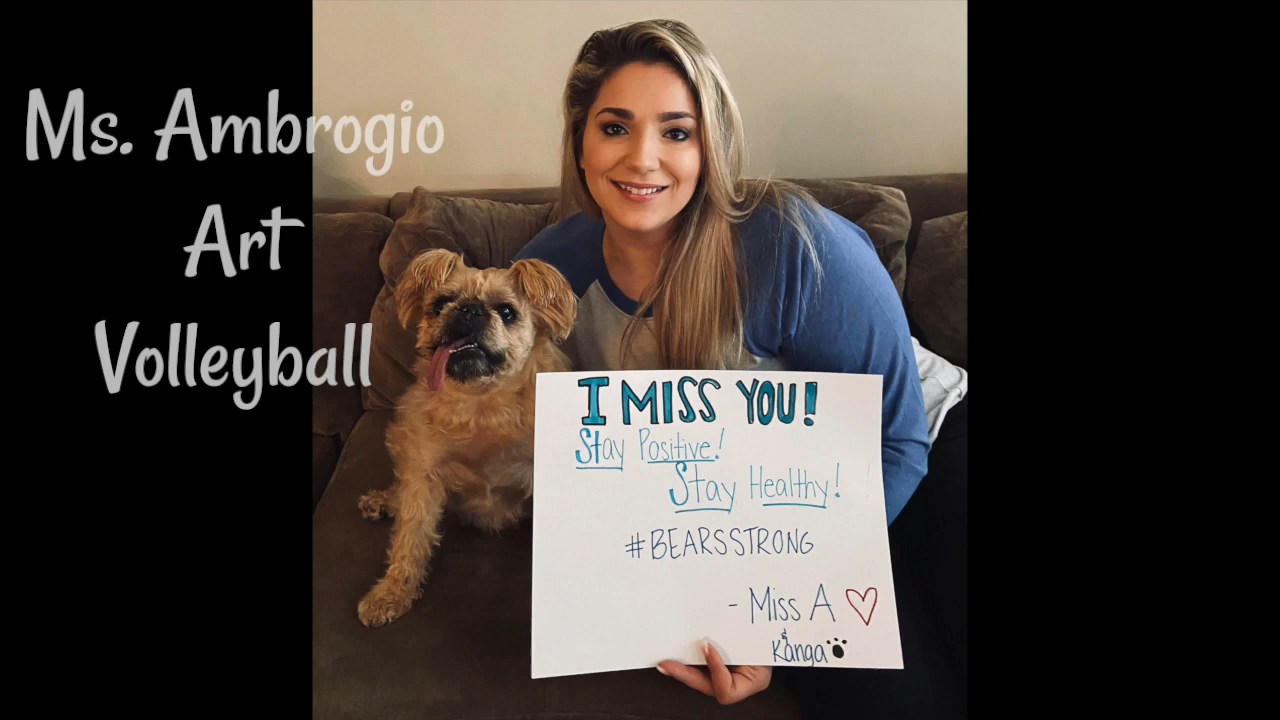 Ms. Ambrogio
Art
Volleyball
I MISS YOU!
Stay Positive!
Stay Healthy!
#BEARSSTRONG
- Miss A
&
Kanga